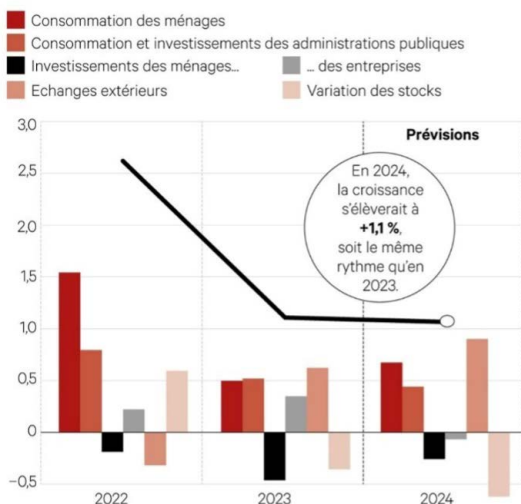 Consommation des ménages
Consommation et investissements des administrations publiques
Investissements des ménages... ... des entreprises
Echanges extérieurs Variation des stocks
3,0
Prévisions
2,5
2,0
1,5
1,0
0,5
0
−0,5
En 2024,
la croissance
s'élèverait à
+1,1 %,
soit le même
rythme qu'en
2023.
2022 2023 2024